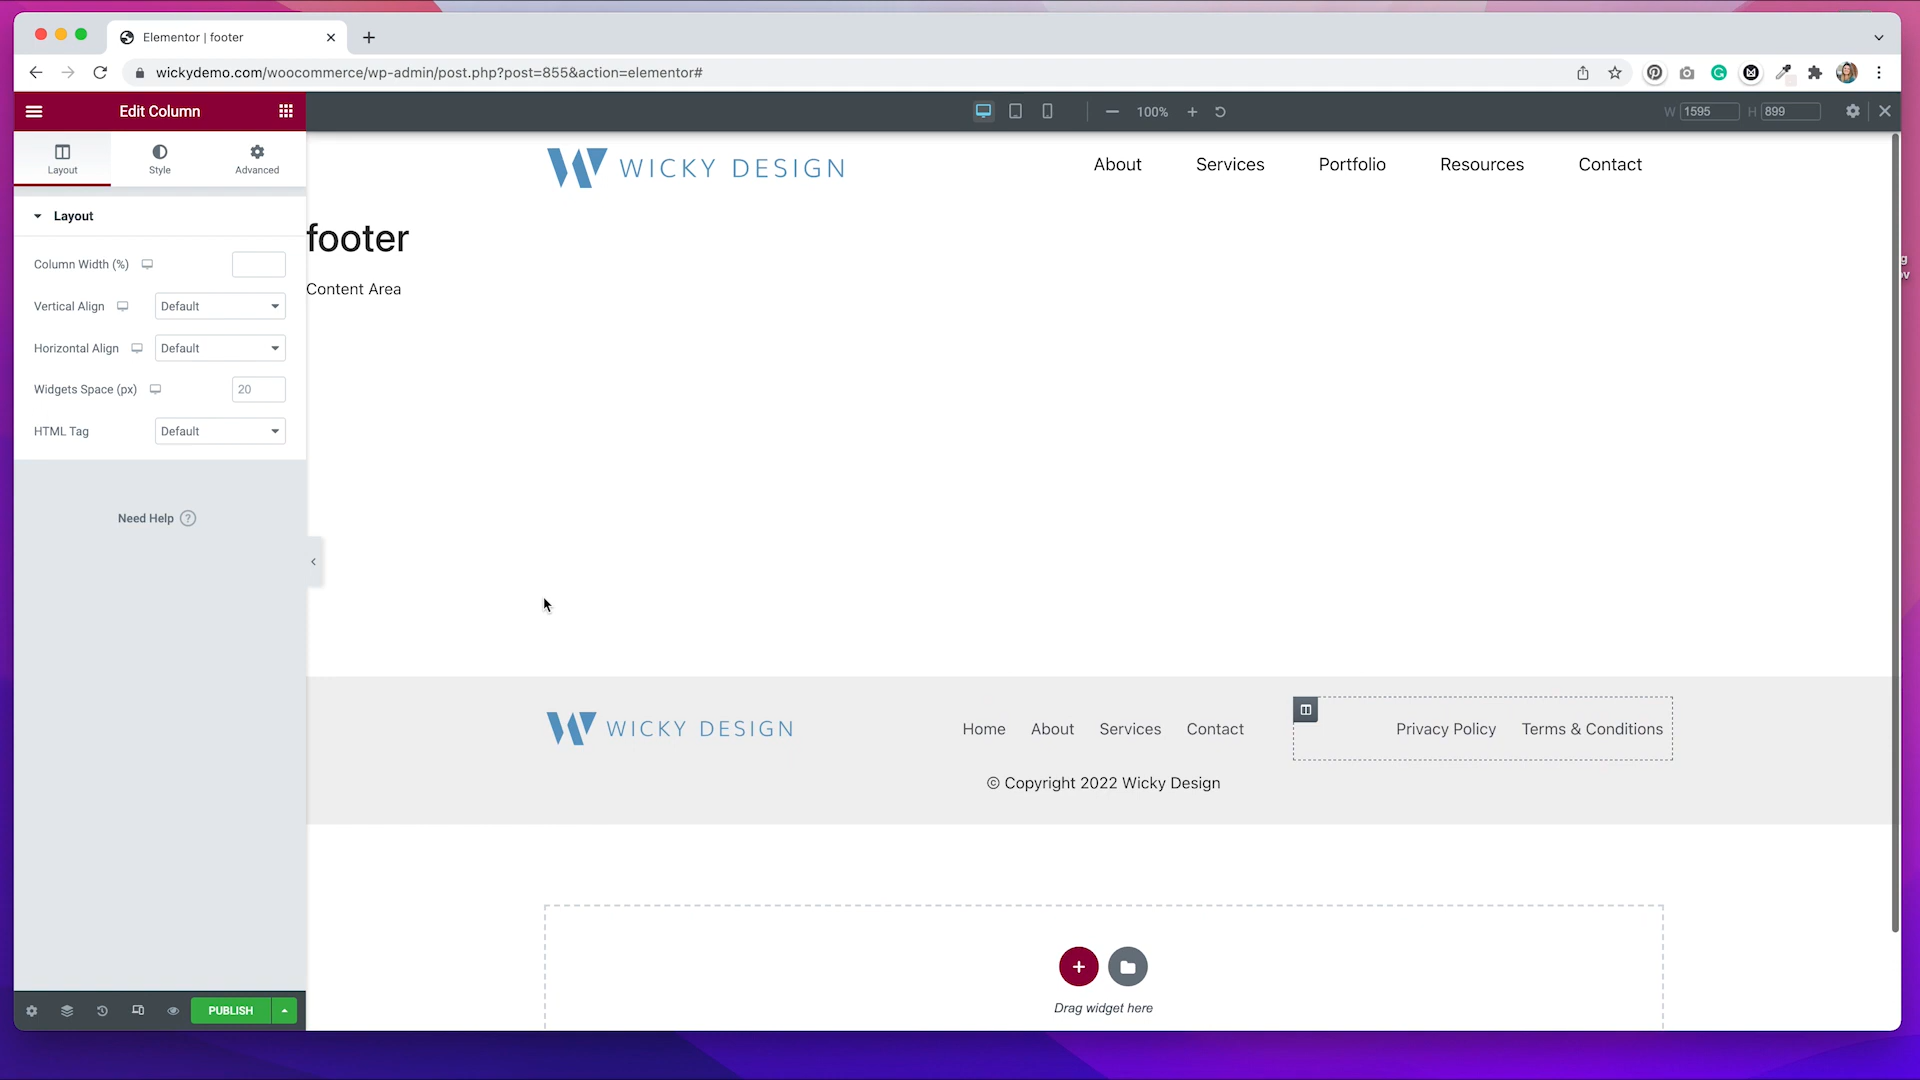 Elementor | footer
wickydemo.com/woocommerce/wp-admin/post.php?post=855&action=elementor#
Edit Column
100%
W 1595 H 899
Layout Style Advanced
WICKY DESIGN
About Services Portfolio Resources Contact
Layout
footer
Column Width (%)
Content Area
Vertical Align Default
Horizontal Align Default
Widgets Space (px) 20
HTML Tag Default
Need Help ?
WICKY DESIGN
Home About Services Contact
Privacy Policy Terms & Conditions
© Copyright 2022 Wicky Design
Drag widget here
PUBLISH
g
ov